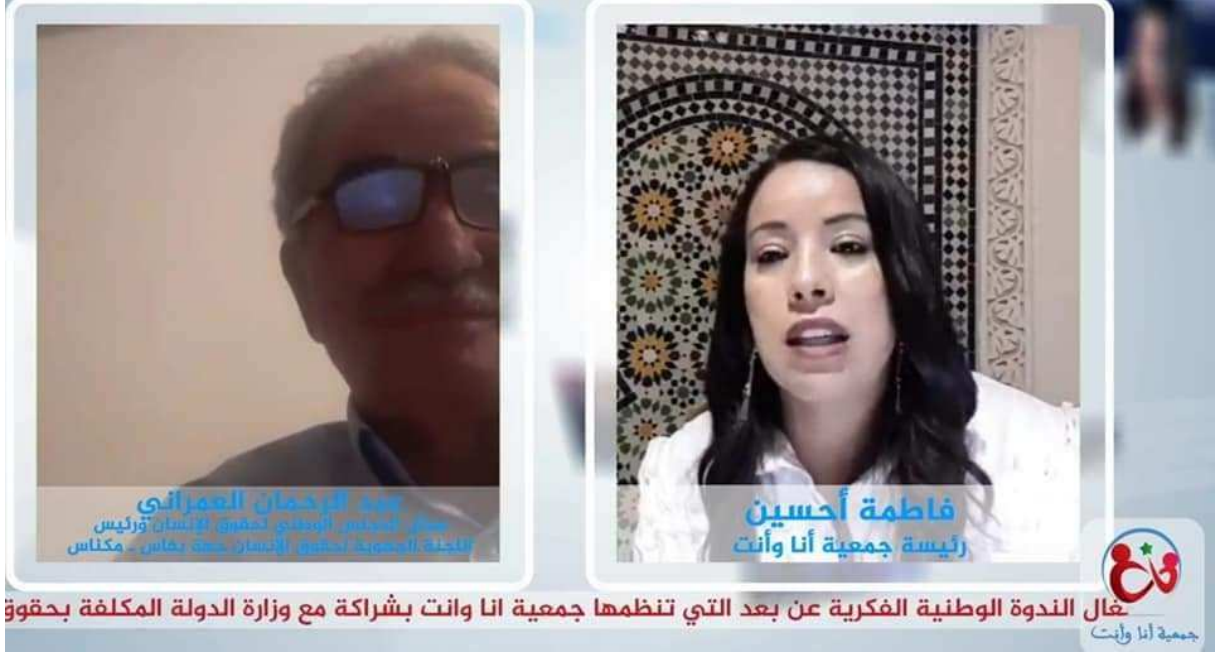 عبد الرحمان العمراني
المجلس الوطني لحقوق الإنسان ورئيس
اللجنة الجهوية لحقوق الإنسان جهة بفاس - مكناس
فاطمة أحسين
رئيسة جمعية أنا وأنت
غال الندوة الوطنية الفكرية عن بعد التي تنظمها جمعية انا وانت بشراكة مع وزارة الدولة المكلفة بحقوق
جمعية أنا وأنت